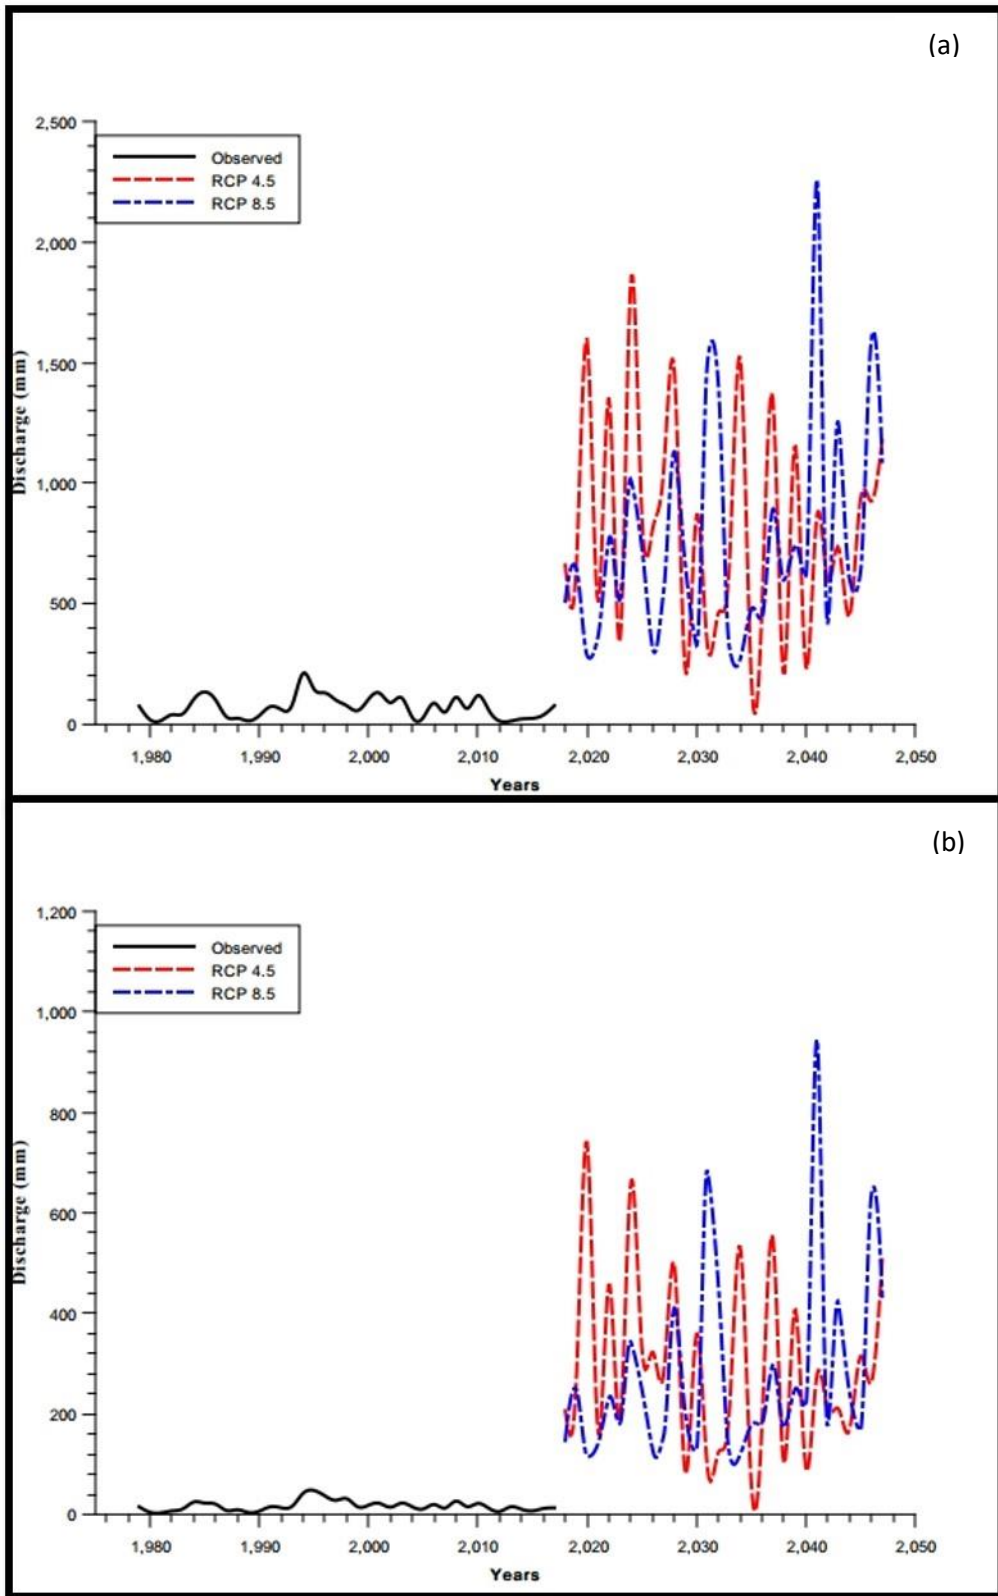 (a)
2,500
Observed
RCP 4.5
RCP 8.5
2,000
1,500
1,000
500
0
Discharge (mm)
1,980 1,990 2,000 2,010 2,020 2,030 2,040 2,050
Years
(b)
1,200
Observed
RCP 4.5
RCP 8.5
1,000
800
600
400
200
0
Discharge (mm)
1,980 1,990 2,000 2,010 2,020 2,030 2,040 2,050
Years